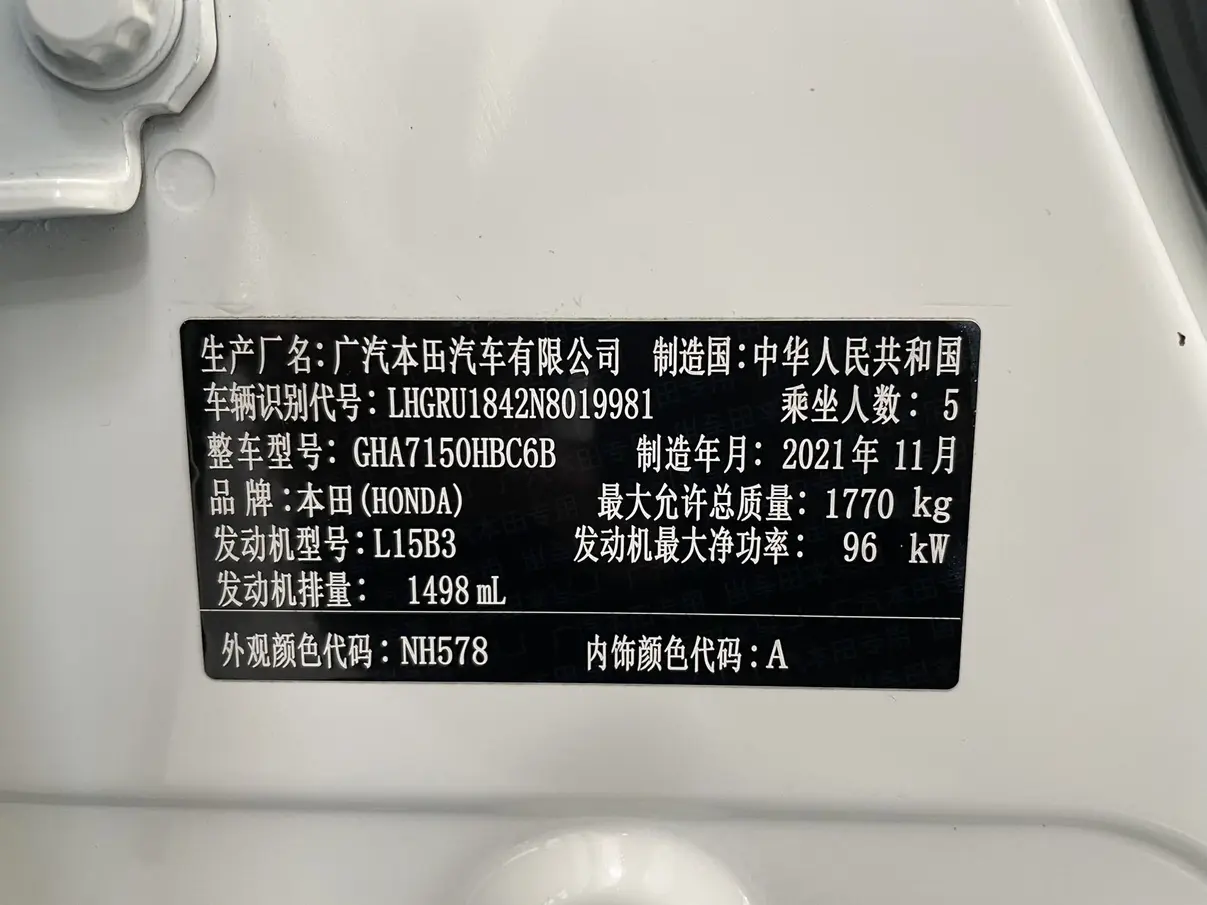 生产厂名：广汽本田汽车有限公司 制造国：中华人民共和国
车辆识别代号：LHGRU1842N8019981 乘坐人数：5
整车型号：GHA7150HBC6B 制造年月：2021年 11月
品 牌：本田(HONDA) 最大允许总质量：1770 kg
发动机型号：L15B3 发动机最大净功率：96 kW
发动机排量：1498 mL
外观颜色代码：NH578 内饰颜色代码：A